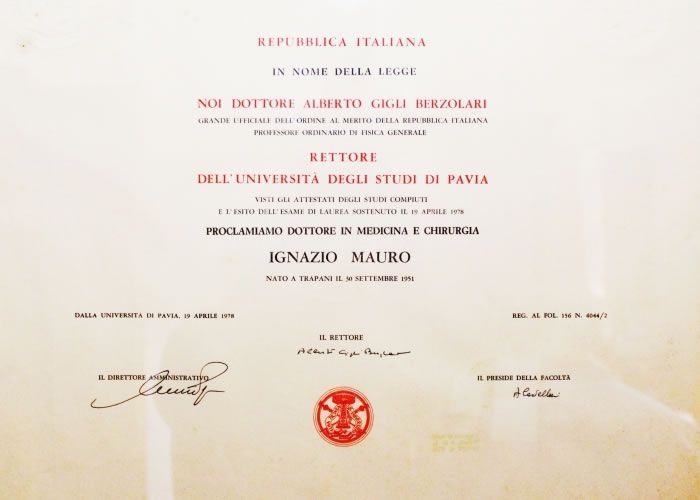 REPUBBLICA ITALIANA
IN NOME DELLA LEGGE
NOI DOTTORE ALBERTO GIGLI BERZOLARI
GRANDE UFFICIALE DELL'ORDINE AL MERITO DELLA REPUBBLICA ITALIANA
PROFESSORE ORDINARIO DI FISICA GENERALE
RETTORE
DELL'UNIVERSITÀ DEGLI STUDI DI PAVIA
VISTI GLI ATTESTATI DEGLI STUDI COMPIUTI
E L'ESITO DELL'ESAME DI LAUREA SOSTENUTO IL 19 APRILE 1978
PROCLAMIAMO DOTTORE IN MEDICINA E CHIRURGIA
IGNAZIO MAURO
NATO A TRAPANI IL 30 SETTEMBRE 1951
DALLA UNIVERSITÀ DI PAVIA, 19 APRILE 1978
REG. AL FOL. 156 N. 4044/2
IL RETTORE
IL DIRETTORE AMMINISTRATIVO
IL PRESIDE DELLA FACOLTÀ